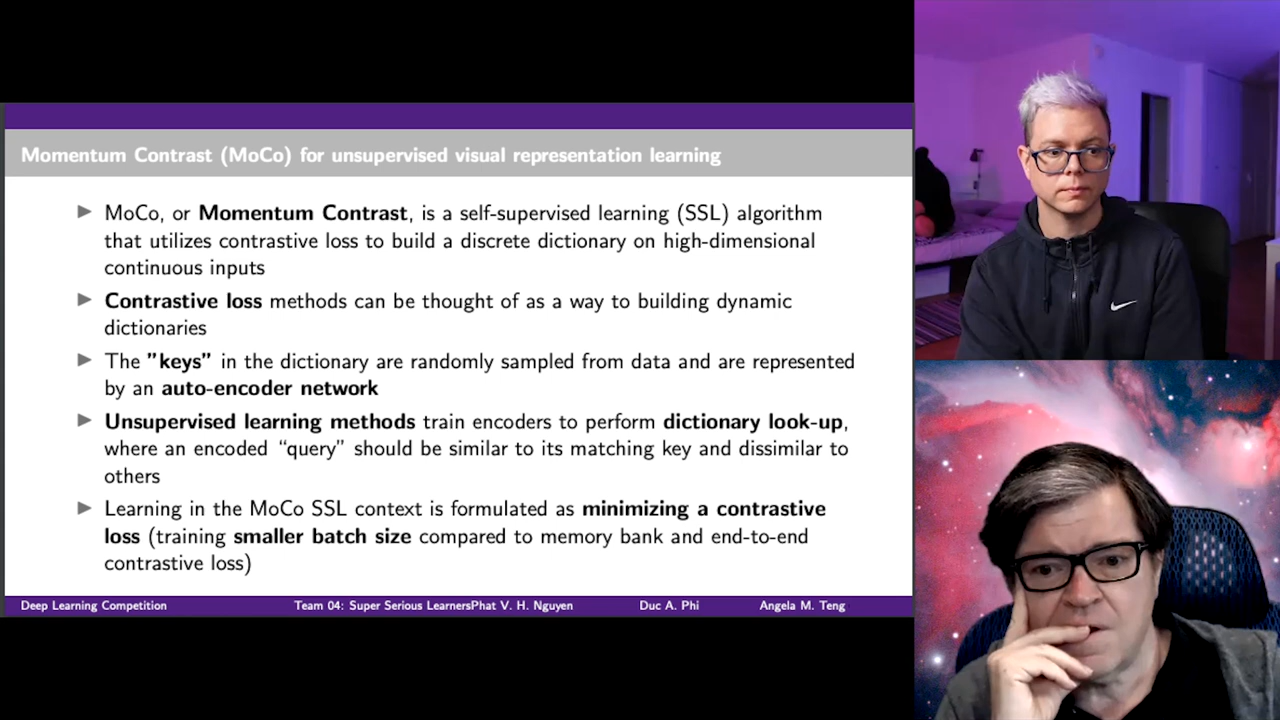 Momentum Contrast (MoCo) for unsupervised visual representation learning
MoCo, or Momentum Contrast, is a self-supervised learning (SSL) algorithm
that utilizes contrastive loss to build a discrete dictionary on high-dimensional
continuous inputs
Contrastive loss methods can be thought of as a way to building dynamic
dictionaries
The ”keys” in the dictionary are randomly sampled from data and are represented
by an auto-encoder network
Unsupervised learning methods train encoders to perform dictionary look-up,
where an encoded “query” should be similar to its matching key and dissimilar to
others
Learning in the MoCo SSL context is formulated as minimizing a contrastive
loss (training smaller batch size compared to memory bank and end-to-end
contrastive loss)
Deep Learning Competition Team 04: Super Serious LearnersPhat V. H. Nguyen Duc A. Phi Angela M. Teng